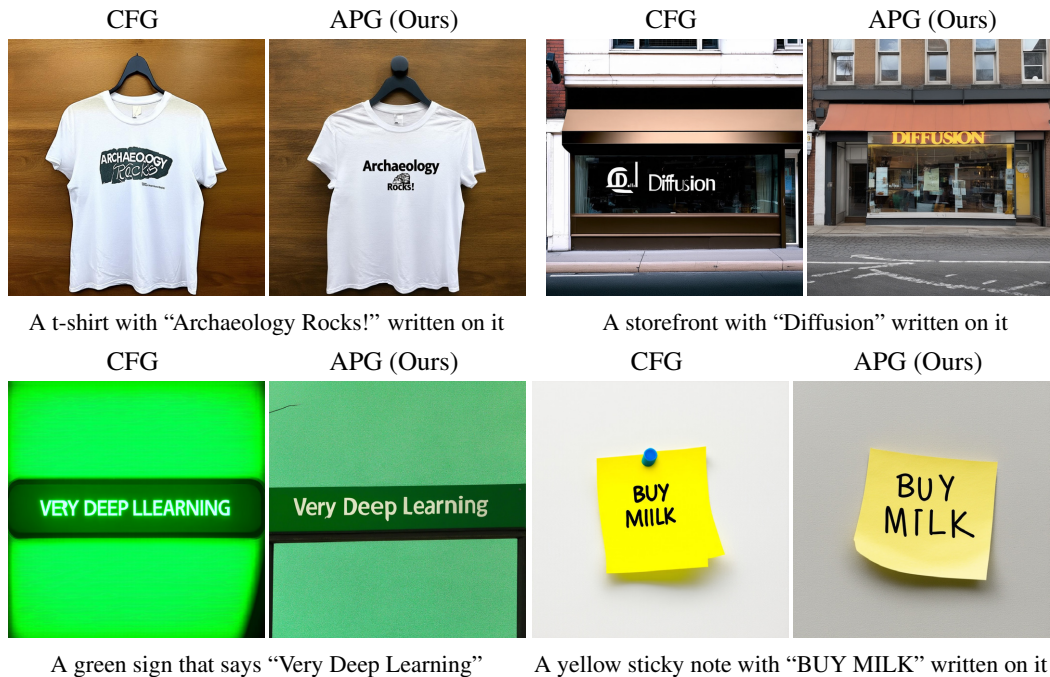 CFG
APG (Ours)
CFG
APG (Ours)
ARCHAEOLOGY
Rocks
Archaeology
Rocks!
Diffusion
DIFFUSION
A t-shirt with “Archaeology Rocks!” written on it
A storefront with “Diffusion” written on it
CFG
APG (Ours)
CFG
APG (Ours)
VERY DEEP LLEARNING
Very Deep Learning
BUY
MIILK
BUY
MILK
A green sign that says “Very Deep Learning”
A yellow sticky note with “BUY MILK” written on it